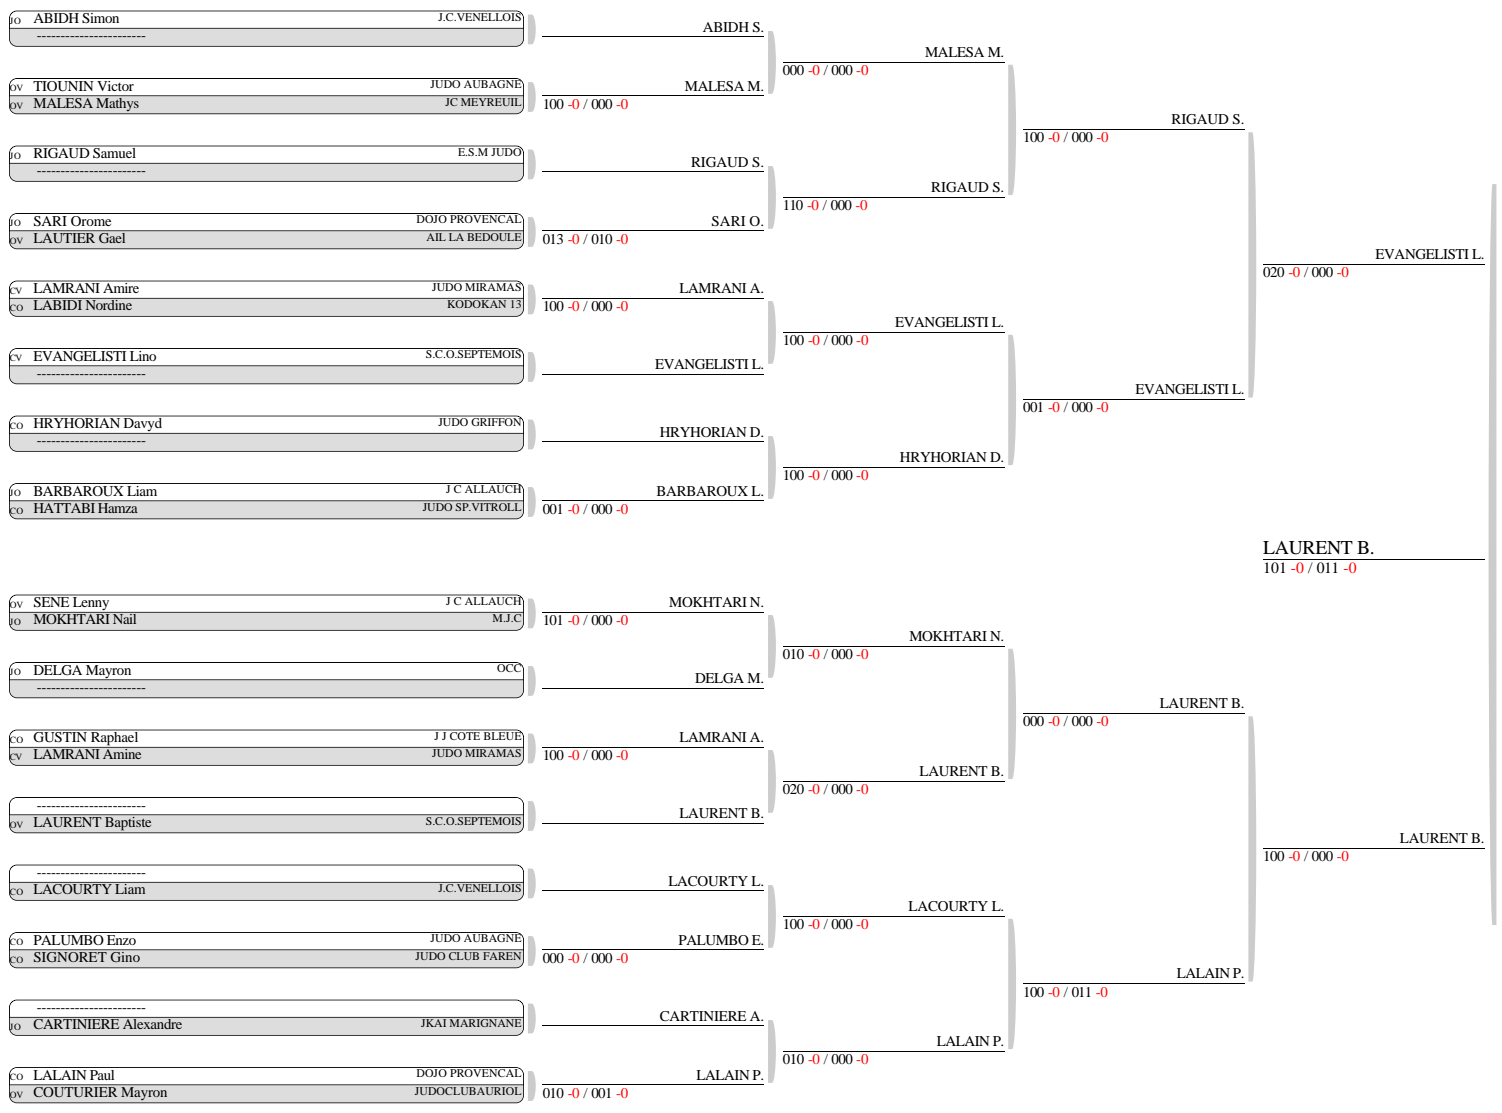 JO ABIDH Simon J.C.VENELLOIS
-----------------------
OV TIOUNIN Victor JUDO AUBAGNE
OV MALESA Mathys JC MEYREUIL
JO RIGAUD Samuel E.S.M JUDO
-----------------------
JO SARI Orome DOJO PROVENCAL
OV LAUTIER Gael AIL LA BEDOULE
CV LAMRANI Amire JUDO MIRAMAS
CO LABIDI Nordine KODOKAN 13
CV EVANGELISTI Lino S.C.O.SEPTEMOIS
-----------------------
CO HRYHORIAN Davyd JUDO GRIFFON
-----------------------
JO BARBAROUX Liam J C ALLAUCH
CO HATTABI Hamza JUDO SP.VITROLL
OV SENE Lenny J C ALLAUCH
JO MOKHTARI Nail M.J.C
JO DELGA Mayron OCC
-----------------------
CO GUSTIN Raphael J J COTE BLEUE
CV LAMRANI Amine JUDO MIRAMAS
-----------------------
OV LAURENT Baptiste S.C.O.SEPTEMOIS
-----------------------
CO LACOURTY Liam J.C.VENELLOIS
CO PALUMBO Enzo JUDO AUBAGNE
CO SIGNORET Gino JUDO CLUB FAREN
-----------------------
JO CARTINIERE Alexandre JKAI MARIGNANE
CO LALAIN Paul DOJO PROVENCAL
OV COUTURIER Mayron JUDOCLUBAURIOL
ABIDH S.
MALESA M.
100 -0 / 000 -0
RIGAUD S.
SARI O.
013 -0 / 010 -0
LAMRANI A.
100 -0 / 000 -0
EVANGELISTI L.
HRYHORIAN D.
BARBAROUX L.
001 -0 / 000 -0
MOKHTARI N.
101 -0 / 000 -0
DELGA M.
LAMRANI A.
100 -0 / 000 -0
LAURENT B.
LACOURTY L.
PALUMBO E.
000 -0 / 000 -0
CARTINIERE A.
LALAIN P.
010 -0 / 001 -0
MALESA M.
000 -0 / 000 -0
RIGAUD S.
110 -0 / 000 -0
EVANGELISTI L.
100 -0 / 000 -0
HRYHORIAN D.
100 -0 / 000 -0
MOKHTARI N.
010 -0 / 000 -0
LAURENT B.
020 -0 / 000 -0
LACOURTY L.
100 -0 / 000 -0
LALAIN P.
010 -0 / 000 -0
RIGAUD S.
100 -0 / 000 -0
EVANGELISTI L.
001 -0 / 000 -0
LAURENT B.
000 -0 / 000 -0
LALAIN P.
100 -0 / 011 -0
EVANGELISTI L.
020 -0 / 000 -0
LAURENT B.
101 -0 / 011 -0
LAURENT B.
100 -0 / 000 -0